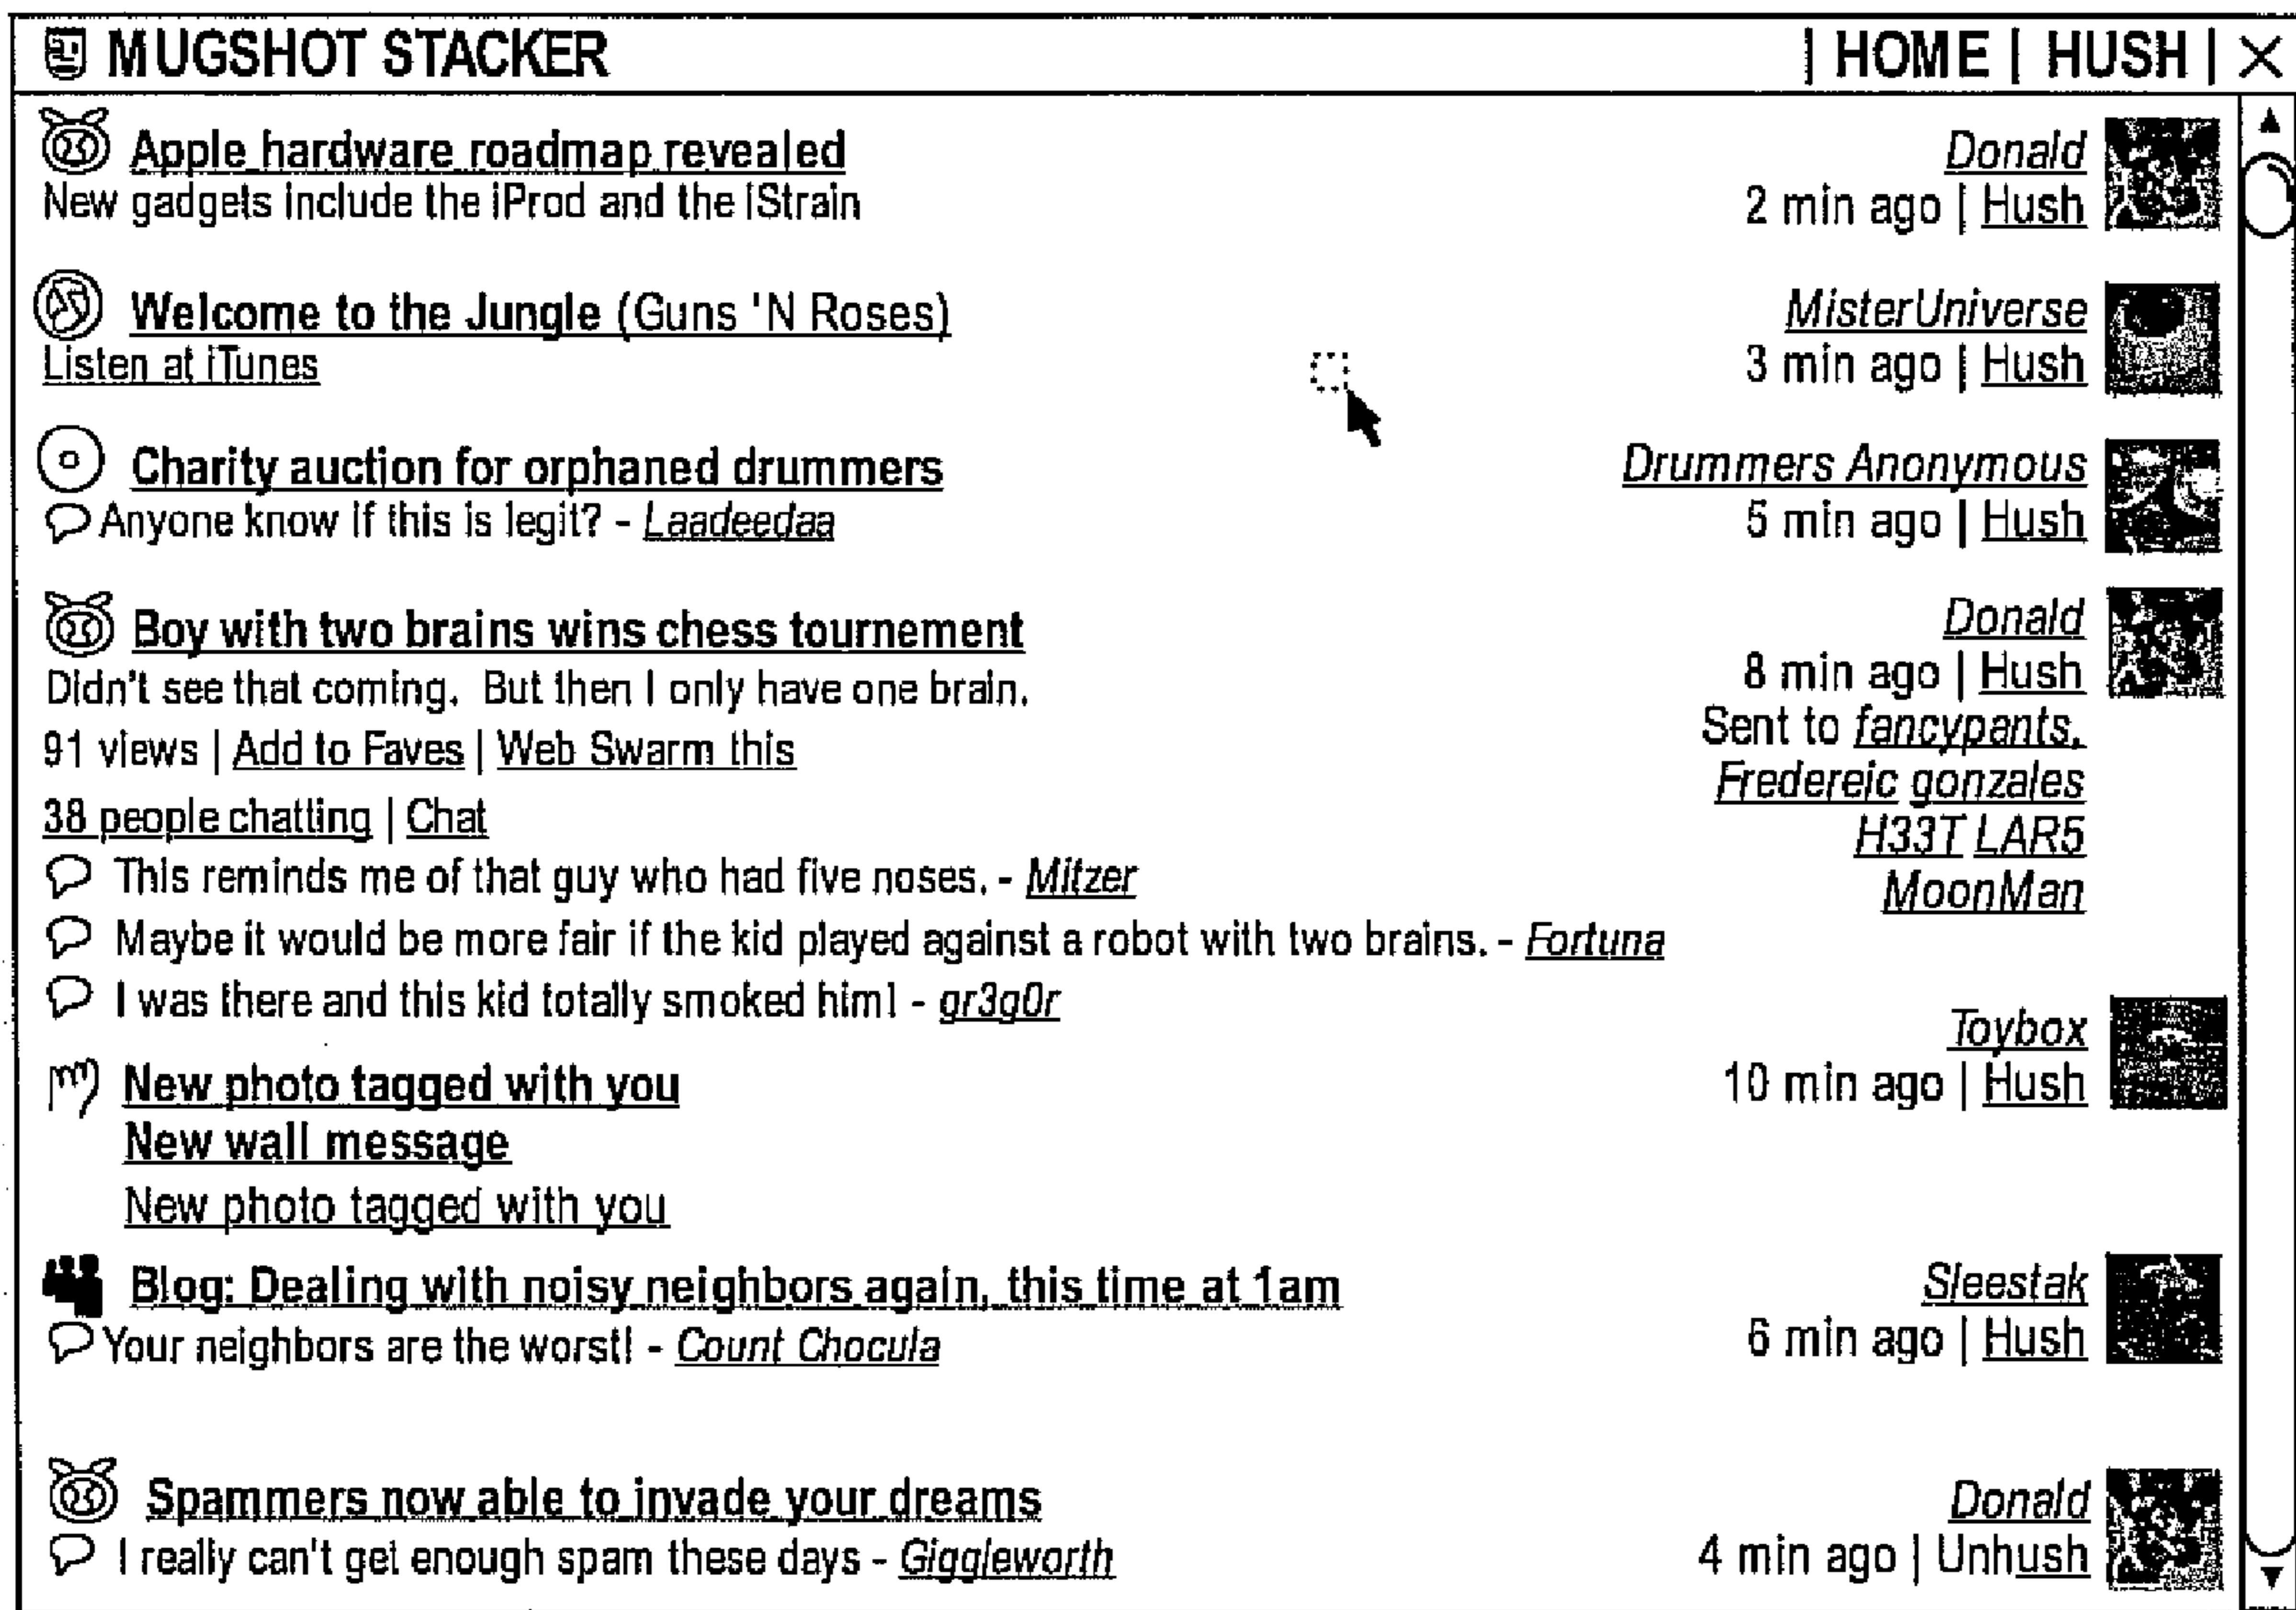 MUGSHOT STACKER | HOME | HUSH | X
Apple hardware roadmap revealed
New gadgets include the iProd and the iStrain
Donald
2 min ago | Hush
Welcome to the Jungle (Guns 'N Roses)
Listen at iTunes
MisterUniverse
3 min ago | Hush
Charity auction for orphaned drummers
Anyone know if this is legit? - Laadeedaa
Drummers Anonymous
5 min ago | Hush
Boy with two brains wins chess tournement
Didn't see that coming. But then I only have one brain.
91 views | Add to Faves | Web Swarm this
38 people chatting | Chat
This reminds me of that guy who had five noses. - Mitzer
Maybe it would be more fair if the kid played against a robot with two brains. - Fortuna
I was there and this kid totally smoked him! - gr3g0r
Donald
8 min ago | Hush
Sent to fancypants,
Fredereic gonzales
H33T LAR5
MoonMan
New photo tagged with you
New wall message
New photo tagged with you
Toybox
10 min ago | Hush
Blog: Dealing with noisy neighbors again, this time at 1am
Your neighbors are the worst! - Count Chocula
Sleestak
6 min ago | Hush
Spammers now able to invade your dreams
I really can't get enough spam these days - Giggleworth
Donald
4 min ago | Unhush